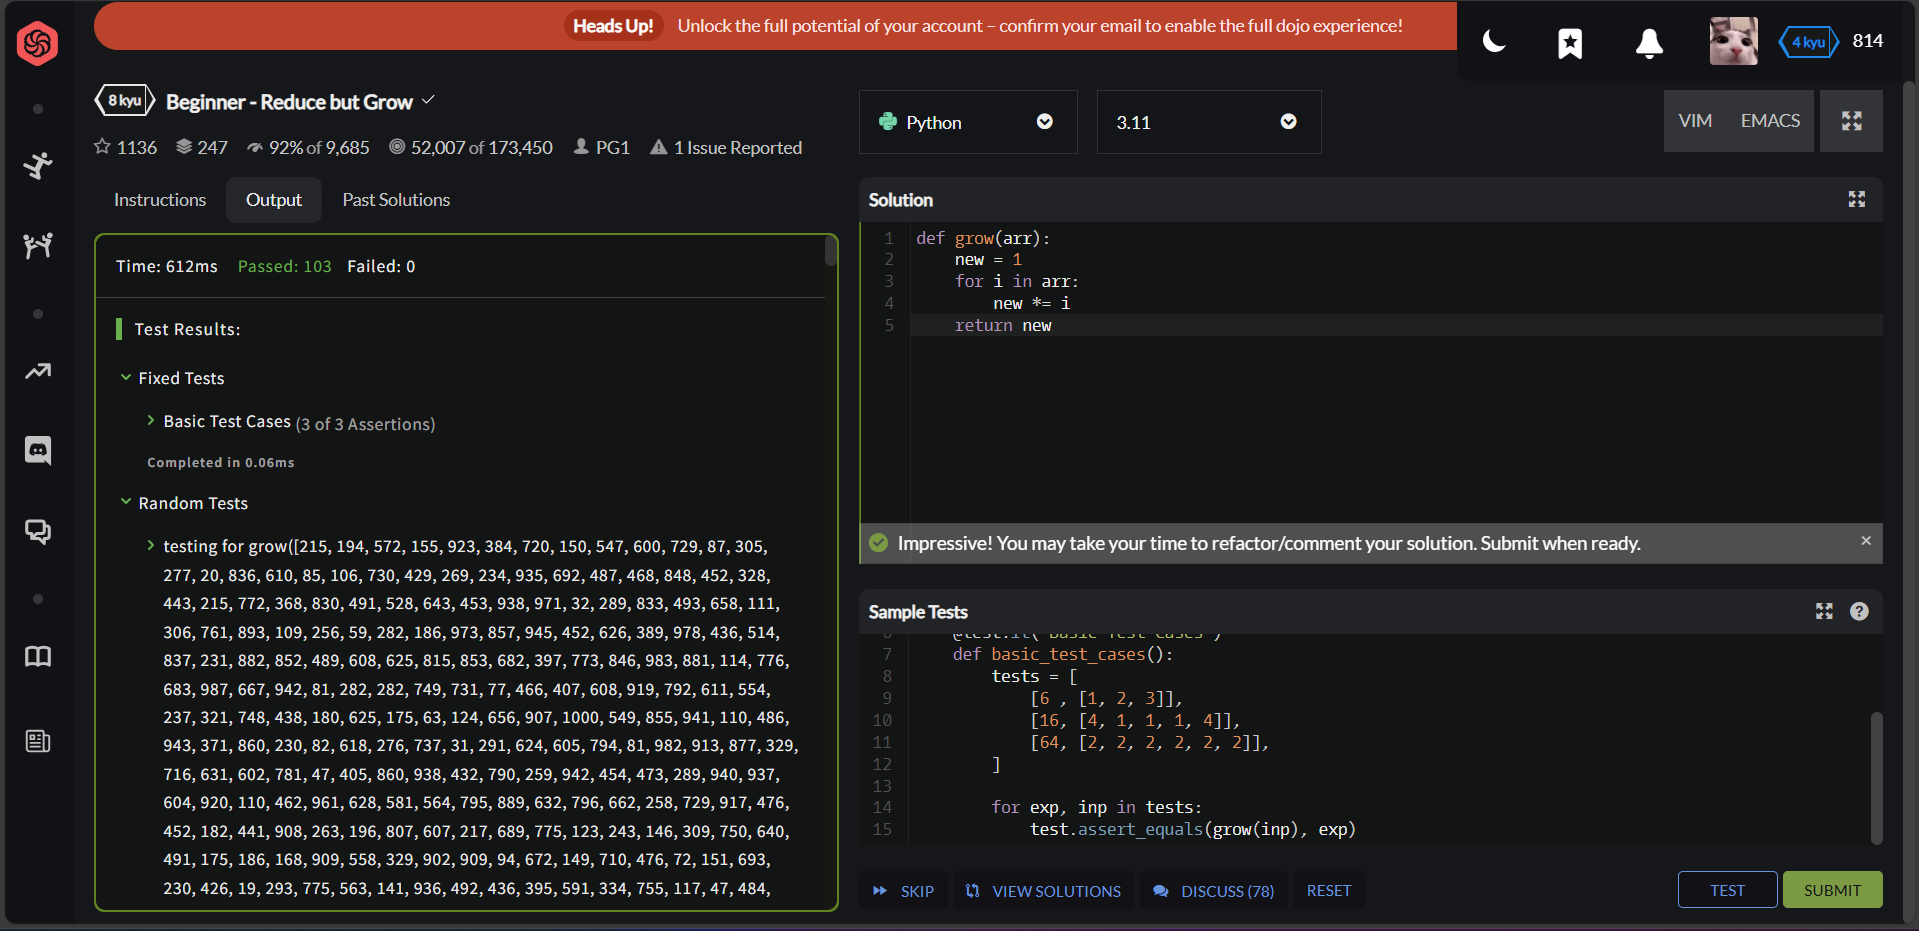 Heads Up! Unlock the full potential of your account – confirm your email to enable the full dojo experience!
4 kyu 814
8 kyu Beginner - Reduce but Grow
1136 247 92% of 9,685 52,007 of 173,450 PG1 1 Issue Reported
Python 3.11 VIM EMACS
Instructions Output Past Solutions
Time: 612ms Passed: 103 Failed: 0
Test Results:
Fixed Tests
Basic Test Cases (3 of 3 Assertions)
Completed in 0.06ms
Random Tests
testing for grow([215, 194, 572, 155, 923, 384, 720, 150, 547, 600, 729, 87, 305,
277, 20, 836, 610, 85, 106, 730, 429, 269, 234, 935, 692, 487, 468, 848, 452, 328,
443, 215, 772, 368, 830, 491, 528, 643, 453, 938, 971, 32, 289, 833, 493, 658, 111,
306, 761, 893, 109, 256, 59, 282, 186, 973, 857, 945, 452, 626, 389, 978, 436, 514,
837, 231, 882, 852, 489, 608, 625, 815, 853, 682, 397, 773, 846, 983, 881, 114, 776,
683, 987, 667, 942, 81, 282, 282, 749, 731, 77, 466, 407, 608, 919, 792, 611, 554,
237, 321, 748, 438, 180, 625, 175, 63, 124, 656, 907, 1000, 549, 855, 941, 110, 486,
943, 371, 860, 230, 82, 618, 276, 737, 31, 291, 624, 605, 794, 81, 982, 913, 877, 329,
716, 631, 602, 781, 47, 405, 860, 938, 432, 790, 259, 942, 454, 473, 289, 940, 937,
604, 920, 110, 462, 961, 628, 581, 564, 795, 889, 632, 796, 662, 258, 729, 917, 476,
452, 182, 441, 908, 263, 196, 807, 607, 217, 689, 775, 123, 243, 146, 309, 750, 640,
491, 175, 186, 168, 909, 558, 329, 902, 909, 94, 672, 149, 710, 476, 72, 151, 693,
230, 426, 19, 293, 775, 563, 141, 936, 492, 436, 395, 591, 334, 755, 117, 47, 484,
Solution
1 def grow(arr):
2     new = 1
3     for i in arr:
4         new *= i
5     return new
Impressive! You may take your time to refactor/comment your solution. Submit when ready. ×
Sample Tests ?
6     @test.it("Basic Test Cases")
7     def basic_test_cases():
8         tests = [
9             [6 , [1, 2, 3]],
10             [16, [4, 1, 1, 1, 4]],
11             [64, [2, 2, 2, 2, 2, 2]],
12         ]
13
14         for exp, inp in tests:
15             test.assert_equals(grow(inp), exp)
SKIP VIEW SOLUTIONS DISCUSS (78) RESET TEST SUBMIT